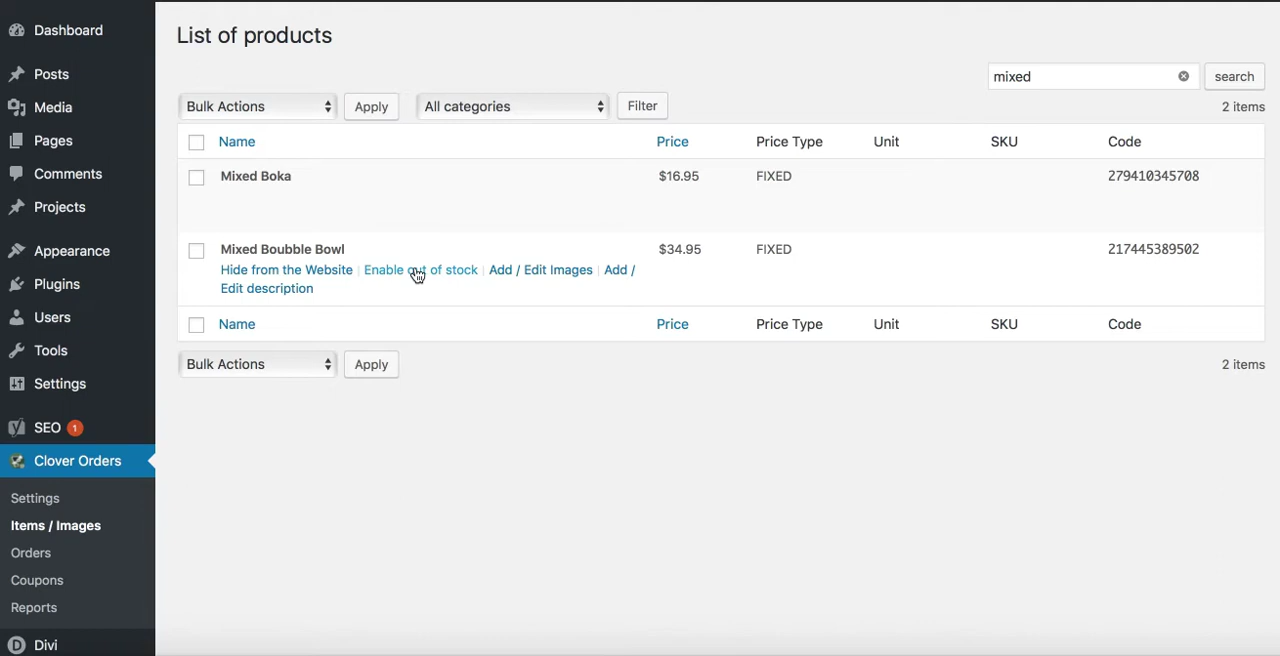 Dashboard
Posts
Media
Pages
Comments
Projects
Appearance
Plugins
Users
Tools
Settings
SEO 1
Clover Orders
Settings
Items / Images
Orders
Coupons
Reports
Divi
List of products
mixed search
Bulk Actions Apply All categories Filter 2 items
Name Price Price Type Unit SKU Code
Mixed Boka $16.95 FIXED 279410345708
Mixed Boubble Bowl $34.95 FIXED 217445389502
Hide from the Website | Enable out of stock | Add / Edit Images | Add /
Edit description
Name Price Price Type Unit SKU Code
Bulk Actions Apply 2 items